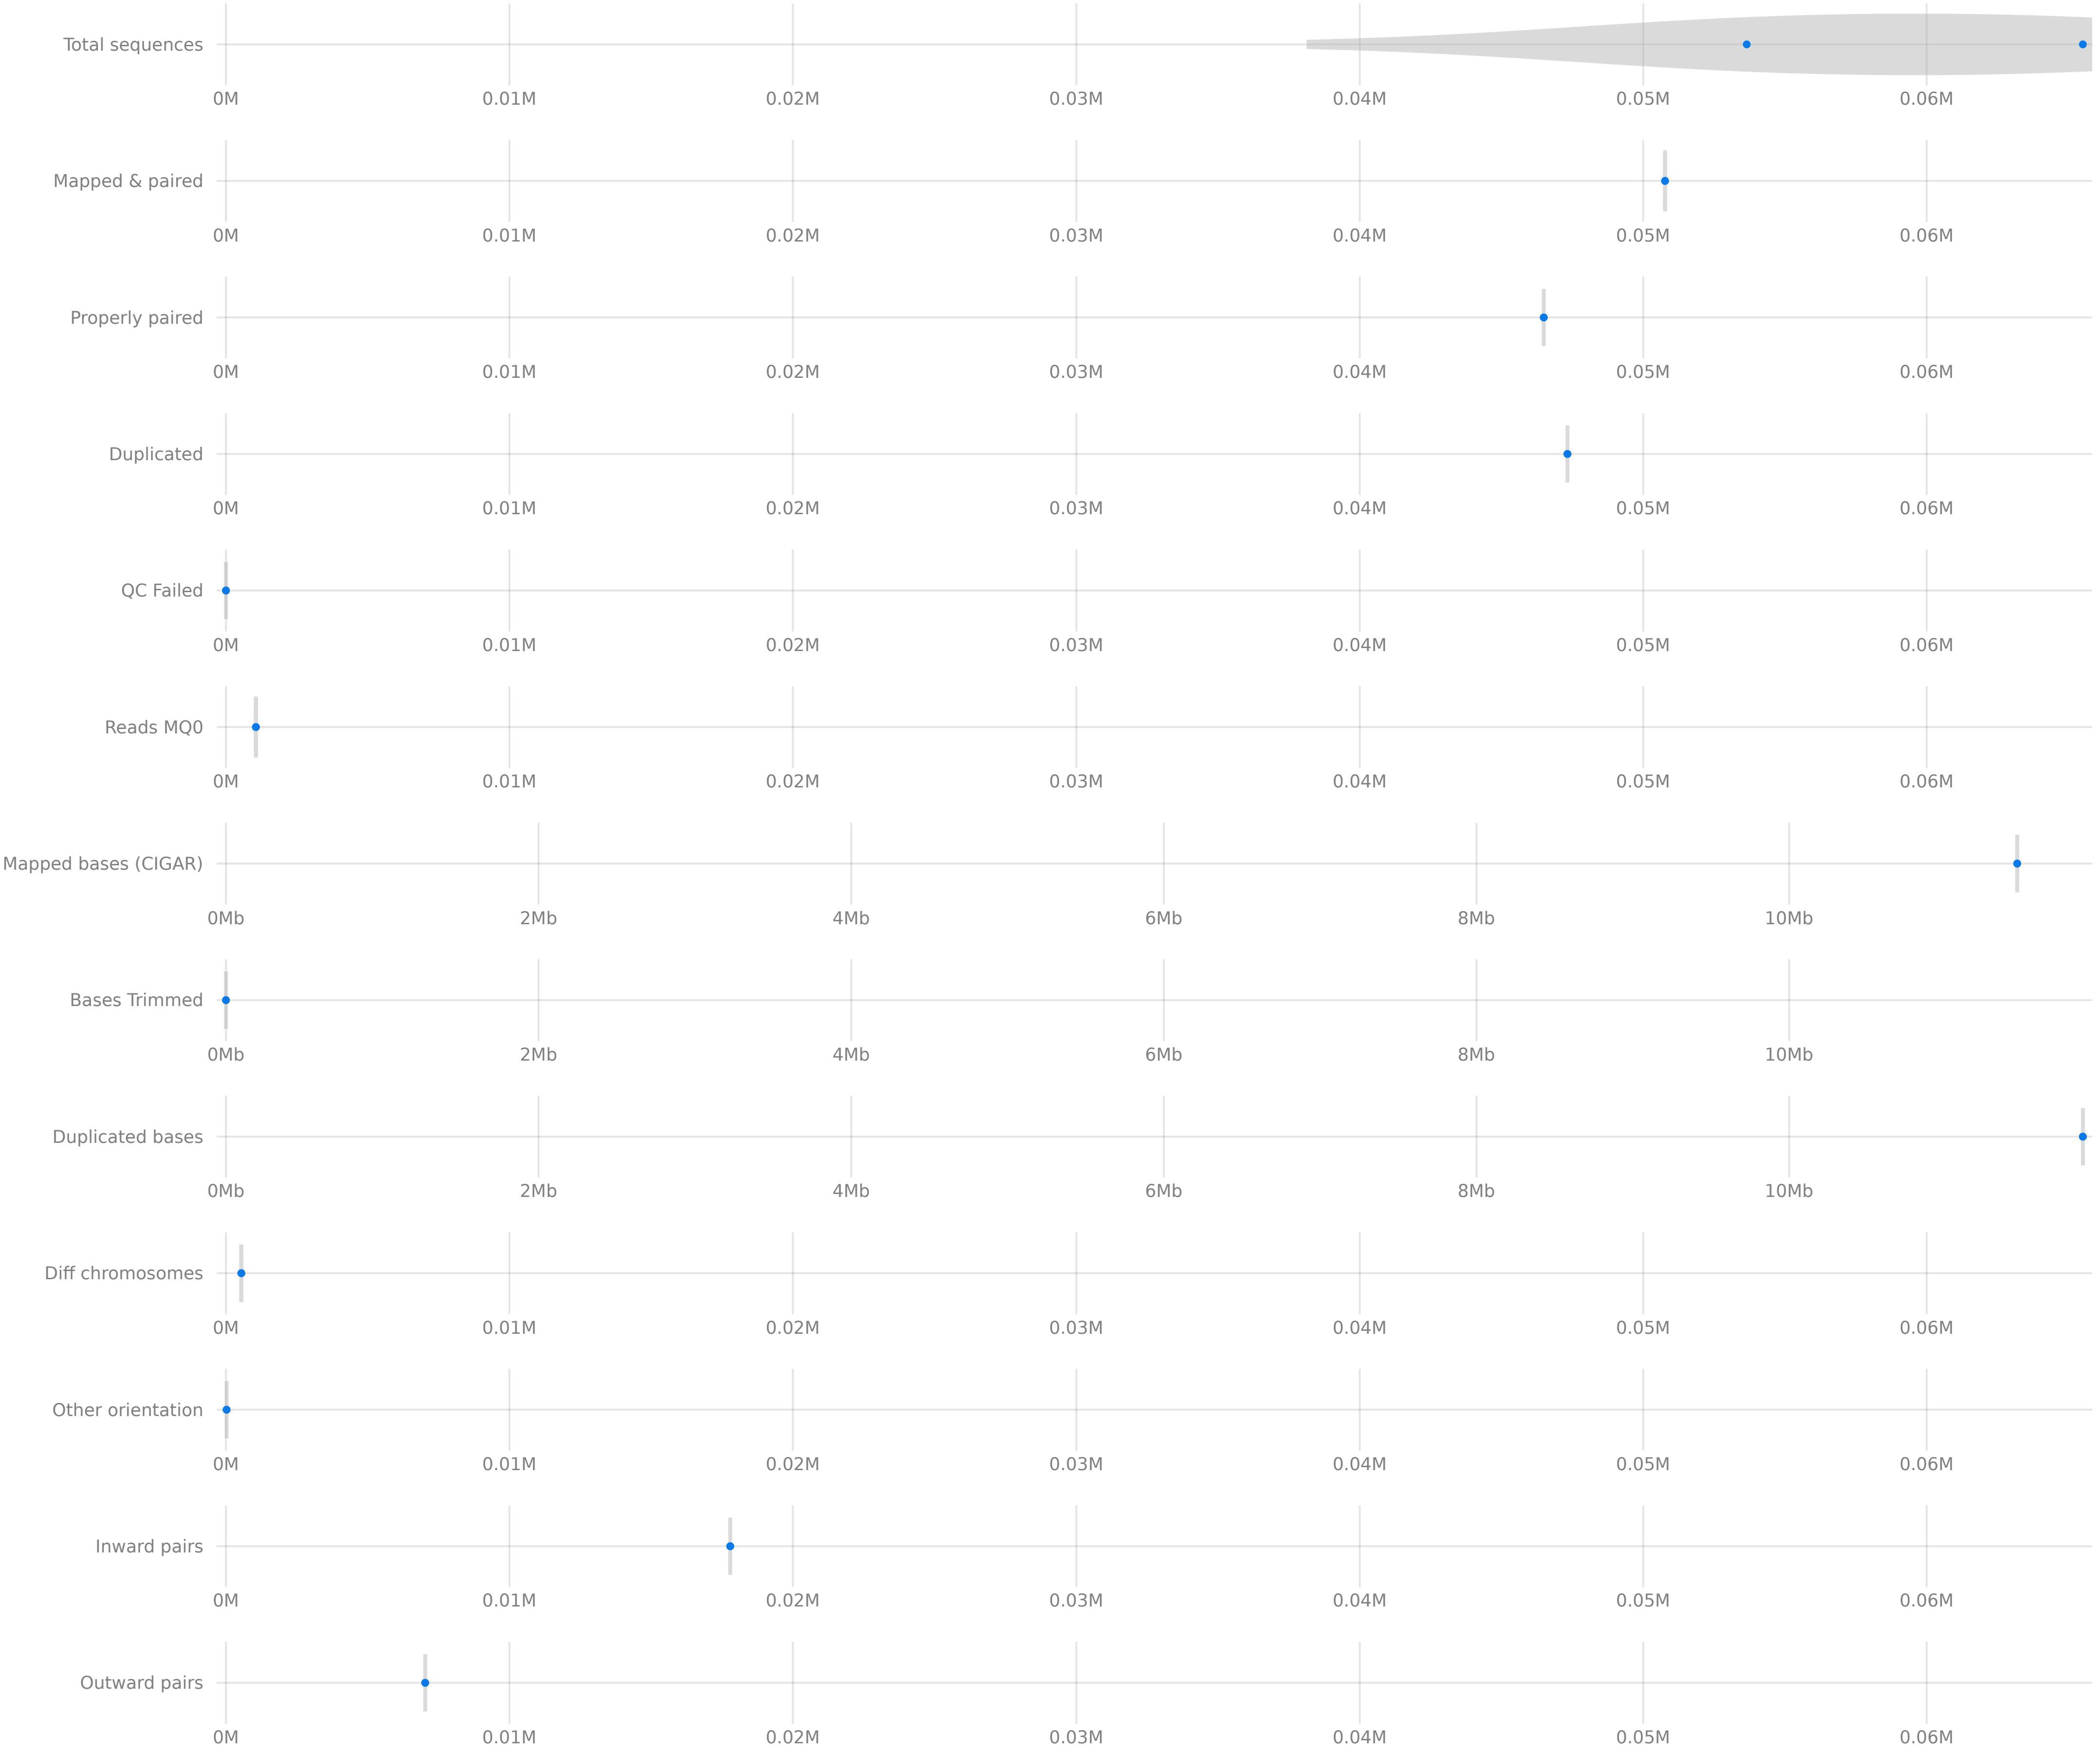 Total sequences
0M 0.01M 0.02M 0.03M 0.04M 0.05M 0.06M
Mapped & paired
0M 0.01M 0.02M 0.03M 0.04M 0.05M 0.06M
Properly paired
0M 0.01M 0.02M 0.03M 0.04M 0.05M 0.06M
Duplicated
0M 0.01M 0.02M 0.03M 0.04M 0.05M 0.06M
QC Failed
0M 0.01M 0.02M 0.03M 0.04M 0.05M 0.06M
Reads MQ0
0M 0.01M 0.02M 0.03M 0.04M 0.05M 0.06M
Mapped bases (CIGAR)
0Mb 2Mb 4Mb 6Mb 8Mb 10Mb
Bases Trimmed
0Mb 2Mb 4Mb 6Mb 8Mb 10Mb
Duplicated bases
0Mb 2Mb 4Mb 6Mb 8Mb 10Mb
Diff chromosomes
0M 0.01M 0.02M 0.03M 0.04M 0.05M 0.06M
Other orientation
0M 0.01M 0.02M 0.03M 0.04M 0.05M 0.06M
Inward pairs
0M 0.01M 0.02M 0.03M 0.04M 0.05M 0.06M
Outward pairs
0M 0.01M 0.02M 0.03M 0.04M 0.05M 0.06M